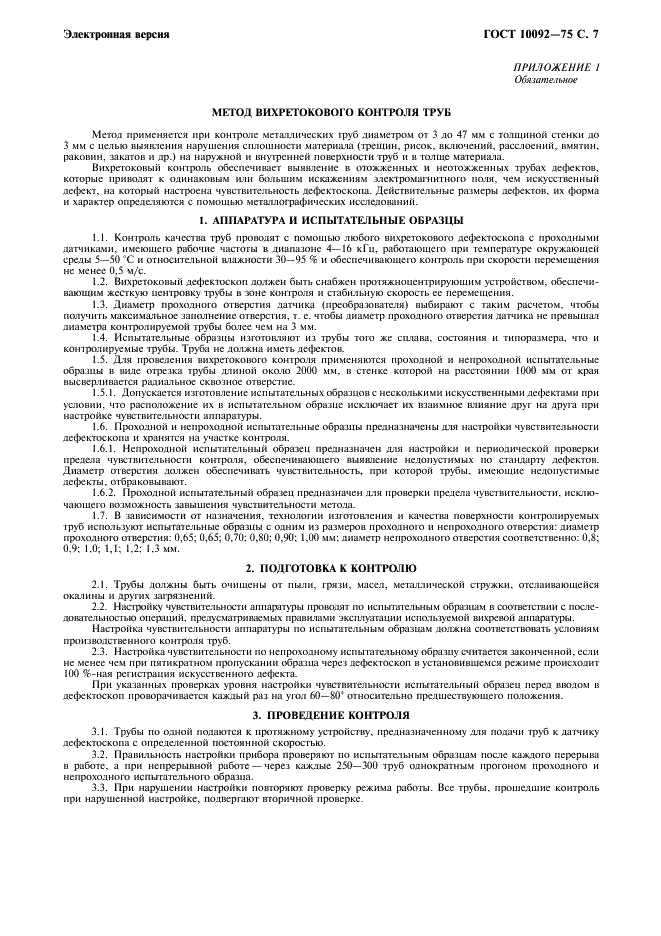 Электронная версия
ГОСТ 10092—75 С. 7
ПРИЛОЖЕНИЕ 1
Обязательное
МЕТОД ВИХРЕТОКОВОГО КОНТРОЛЯ ТРУБ
Метод применяется при контроле металлических труб диаметром от 3 до 47 мм с толщиной стенки до
3 мм с целью выявления нарушения сплошности материала (трещин, рисок, включений, расслоений, вмятин,
раковин, закатов и др.) на наружной и внутренней поверхности труб и в толще материала.
Вихретоковый контроль обеспечивает выявление в отожженных и неотожженных трубах дефектов,
которые приводят к одинаковым или большим искажениям электромагнитного поля, чем искусственный
дефект, на который настроена чувствительность дефектоскопа. Действительные размеры дефектов, их форма
и характер определяются с помощью металлографических исследований.
1. АППАРАТУРА И ИСПЫТАТЕЛЬНЫЕ ОБРАЗЦЫ
1.1. Контроль качества труб проводят с помощью любого вихретокового дефектоскопа с проходными
датчиками, имеющего рабочие частоты в диапазоне 4—16 кГц, работающего при температуре окружающей
среды 5—50 °С и относительной влажности 30—95 % и обеспечивающего контроль при скорости перемещения
не менее 0,5 м/с.
1.2. Вихретоковый дефектоскоп должен быть снабжен протяжноцентрирующим устройством, обеспечи-
вающим жесткую центровку трубы в зоне контроля и стабильную скорость ее перемещения.
1.3. Диаметр проходного отверстия датчика (преобразователя) выбирают с таким расчетом, чтобы
получить максимальное заполнение отверстия, т. е. чтобы диаметр проходного отверстия датчика не превышал
диаметра контролируемой трубы более чем на 3 мм.
1.4. Испытательные образцы изготовляют из трубы того же сплава, состояния и типоразмера, что и
контролируемые трубы. Труба не должна иметь дефектов.
1.5. Для проведения вихретокового контроля применяются проходной и непроходной испытательные
образцы в виде отрезка трубы длиной около 2000 мм, в стенке которой на расстоянии 1000 мм от края
высверливается радиальное сквозное отверстие.
1.5.1. Допускается изготовление испытательных образцов с несколькими искусственными дефектами при
условии, что расположение их в испытательном образце исключает их взаимное влияние друг на друга при
настройке чувствительности аппаратуры.
1.6. Проходной и непроходной испытательные образцы предназначены для настройки чувствительности
дефектоскопа и хранятся на участке контроля.
1.6.1. Непроходной испытательный образец предназначен для настройки и периодической проверки
предела чувствительности контроля, обеспечивающего выявление недопустимых по стандарту дефектов.
Диаметр отверстия должен обеспечивать чувствительность, при которой трубы, имеющие недопустимые
дефекты, отбраковывают.
1.6.2. Проходной испытательный образец предназначен для проверки предела чувствительности, исклю-
чающего возможность завышения чувствительности метода.
1.7. В зависимости от назначения, технологии изготовления и качества поверхности контролируемых
труб используют испытательные образцы с одним из размеров проходного и непроходного отверстия: диаметр
проходного отверстия: 0,65; 0,65; 0,70; 0,80; 0,90; 1,00 мм; диаметр непроходного отверстия соответственно: 0,8;
0,9; 1,0; 1,1; 1,2; 1,3 мм.
2. ПОДГОТОВКА К КОНТРОЛЮ
2.1. Трубы должны быть очищены от пыли, грязи, масел, металлической стружки, отслаивающейся
окалины и других загрязнений.
2.2. Настройку чувствительности аппаратуры проводят по испытательным образцам в соответствии с после-
довательностью операций, предусматриваемых правилами эксплуатации используемой вихревой аппаратуры.
Настройка чувствительности аппаратуры по испытательным образцам должна соответствовать условиям
производственного контроля труб.
2.3. Настройка чувствительности по непроходному испытательному образцу считается законченной, если
не менее чем при пятикратном пропускании образца через дефектоскоп в установившемся режиме происходит
100 %-ная регистрация искусственного дефекта.
При указанных проверках уровня настройки чувствительности испытательный образец перед вводом в
дефектоскоп проворачивается каждый раз на угол 60—80° относительно предшествующего положения.
3. ПРОВЕДЕНИЕ КОНТРОЛЯ
3.1. Трубы по одной подаются к протяжному устройству, предназначенному для подачи труб к датчику
дефектоскопа с определенной постоянной скоростью.
3.2. Правильность настройки прибора проверяют по испытательным образцам после каждого перерыва
в работе, а при непрерывной работе — через каждые 250—300 труб однократным прогоном проходного и
непроходного испытательного образца.
3.3. При нарушении настройки повторяют проверку режима работы. Все трубы, прошедшие контроль
при нарушенной настройке, подвергают вторичной проверке.